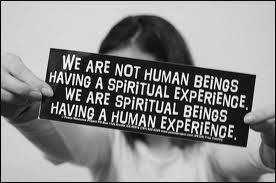 WE ARE NOT HUMAN BEINGS
HAVING A SPIRITUAL EXPERIENCE.
WE ARE SPIRITUAL BEINGS
HAVING A HUMAN EXPERIENCE.